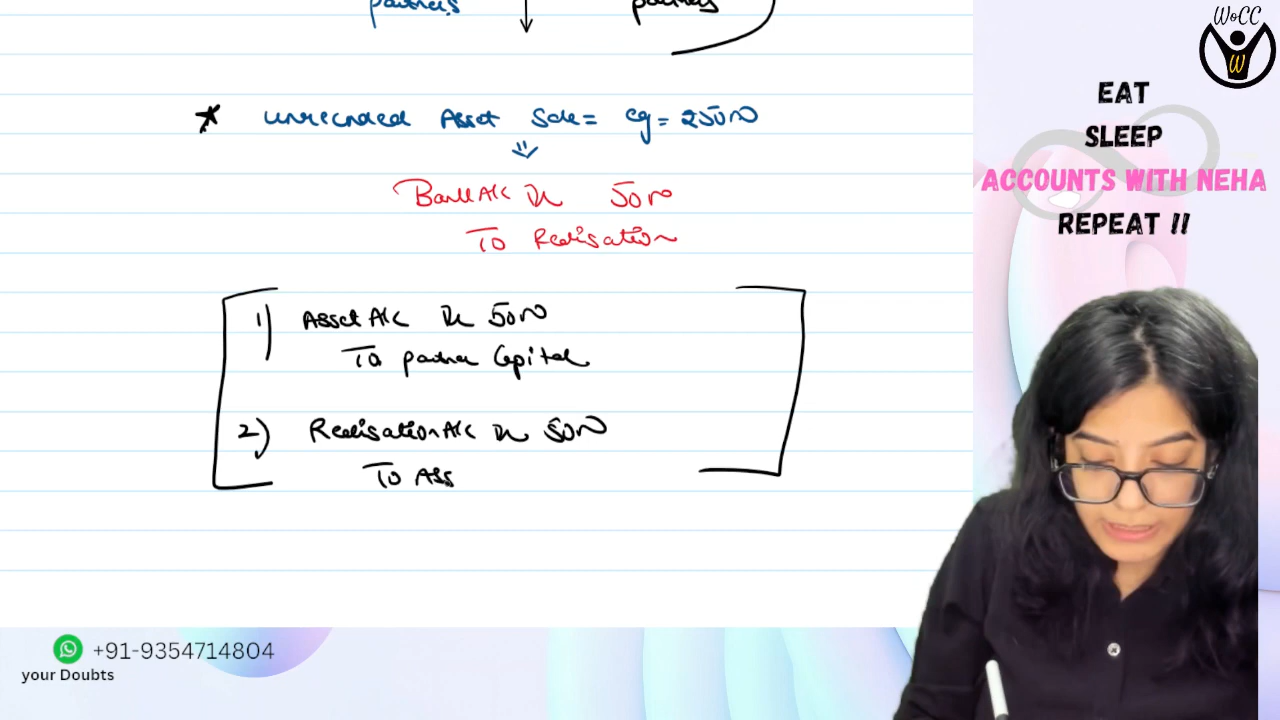 partners
partners
* unrecorded Asset Sale = eg = 25000
Bank A/c Dr 5000
To Realisation
1) Asset A/c Dr 5000
To partner Capital
2) Realisation A/c Dr 5000
To Ass
WoCC
W
EAT
SLEEP
ACCOUNTS WITH NEHA
REPEAT !!
+91-9354714804
your Doubts